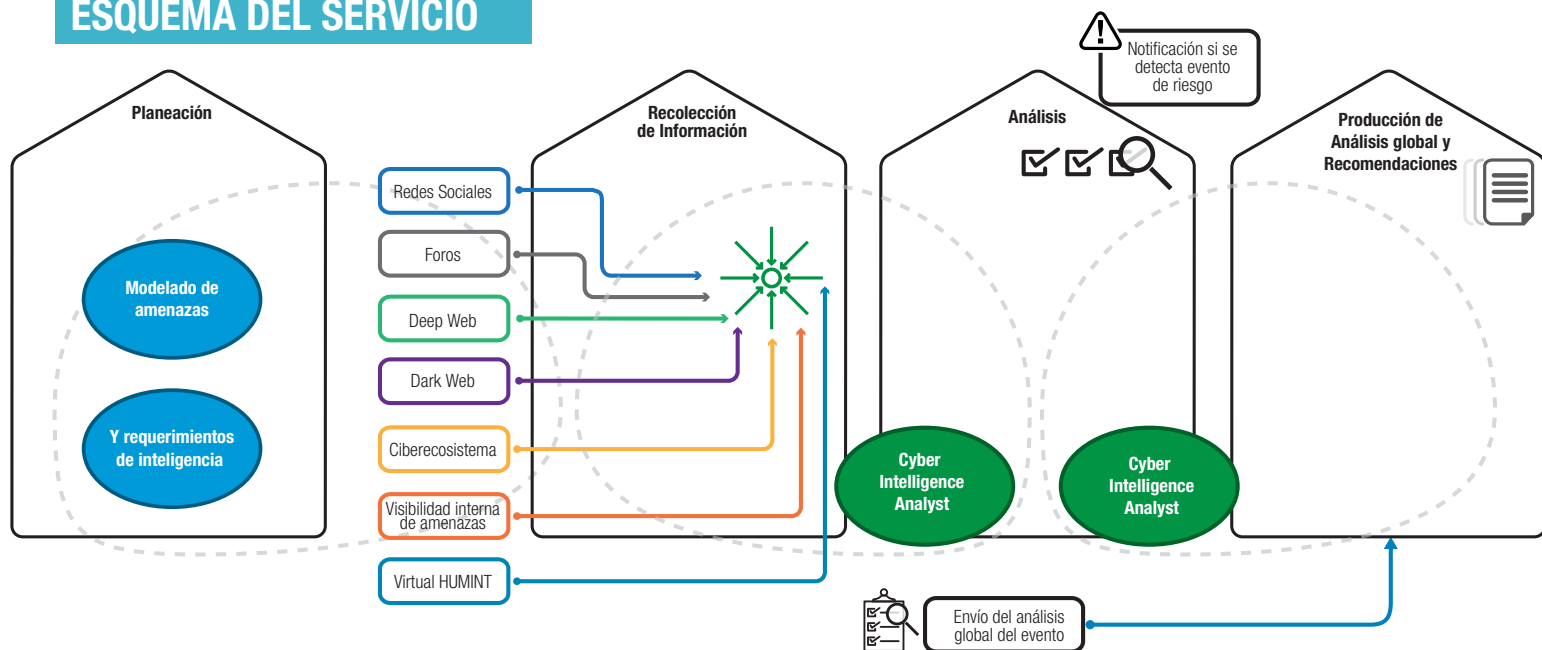 ESQUEMA DEL SERVICIO
Planeación
Modelado de
amenazas
Y requerimientos
de inteligencia
Redes Sociales
Foros
Deep Web
Dark Web
Ciberecosistema
Visibilidad interna
de amenazas
Virtual HUMINT
Recolección
de Información
Notificación si se
detecta evento
de riesgo
Análisis
Cyber
Intelligence
Analyst
Cyber
Intelligence
Analyst
Producción de
Análisis global y
Recomendaciones
Envío del análisis
global del evento